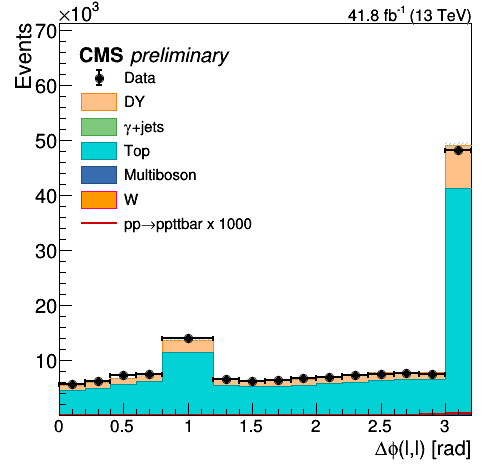 ×10³
41.8 fb⁻¹ (13 TeV)
Events
CMS preliminary
Data
DY
γ+jets
Top
Multiboson
W
pp→ppttbar x 1000
70
60
50
40
30
20
10
0 0.5 1 1.5 2 2.5 3
Δϕ(l,l) [rad]